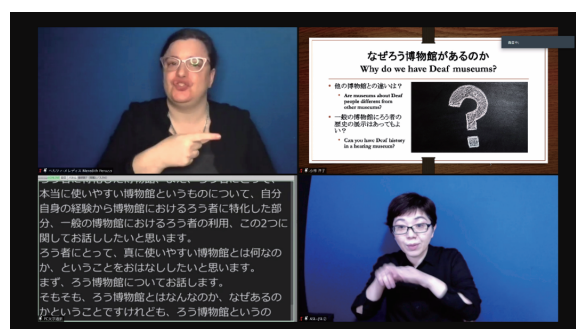 なぜろう博物館があるのか
Why do we have Deaf museums?
• 他の博物館との違いは？
• Are museums about Deaf
people different from
other museums?
• 一般の博物館にろう者の
歴史の展示はあってもよ
い？
• Can you have Deaf history
in a hearing museum?
本当に使いやすい博物館というものについて、自分
自身の経験から博物館におけるろう者に特化した部
分、一般の博物館におけるろう者の利用、この2つに
関してお話ししたいと思います。
ろう者にとって、真に使いやすい博物館とは何なの
か、ということをおはなししたいと思います。
まず、ろう博物館についてお話します。
そもそも、ろう博物館とはなんなのか、なぜあるの
かということですけれども、ろう博物館というの